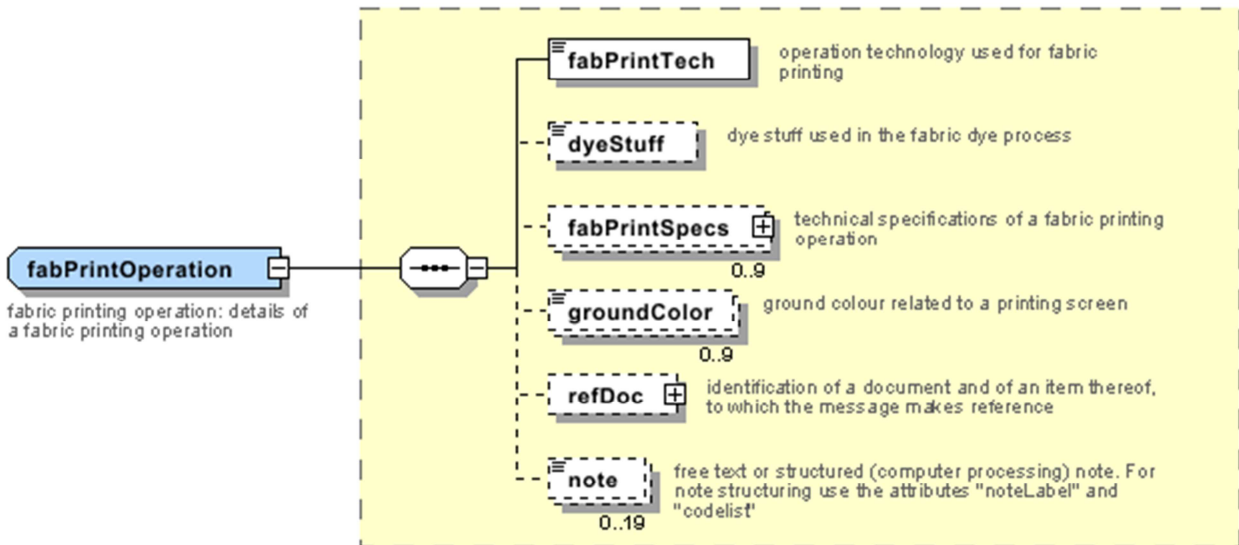 fabPrintTech
operation technology used for fabric
printing
dyeStuff
dye stuff used in the fabric dye process
fabPrintSpecs
0..9
technical specifications of a fabric printing
operation
fabPrintOperation
fabric printing operation: details of
a fabric printing operation
groundColor
0..9
ground colour related to a printing screen
refDoc
identification of a document and of an item thereof,
to which the message makes reference
note
0..19
free text or structured (computer processing) note. For
note structuring use the attributes "noteLabel" and
"codelist"